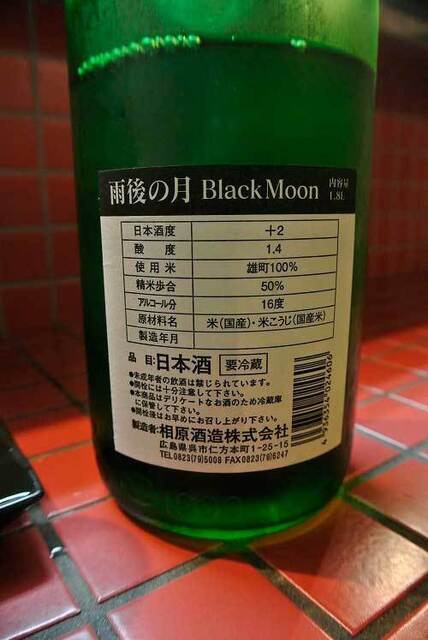 雨後の月 BlackMoon 内容量 1.8L
日本酒度 +2
酸度 1.4
使用米 雄町100%
精米歩合 50%
アルコール分 16度
原材料名 米(国産)・米こうじ(国産米)
製造年月
品目:日本酒 要冷蔵
●未成年者の飲酒は禁じられています。
●開栓には十分注意して下さい。
●本商品はデリケートなお酒のため冷蔵庫
に保管して下さい。
●開栓後はお早めにお召し上がり下さい。
製造者:相原酒造株式会社
広島県呉市仁方本町1-25-15
TEL0823(79)5008 FAX0823(79)6247
4936554024606